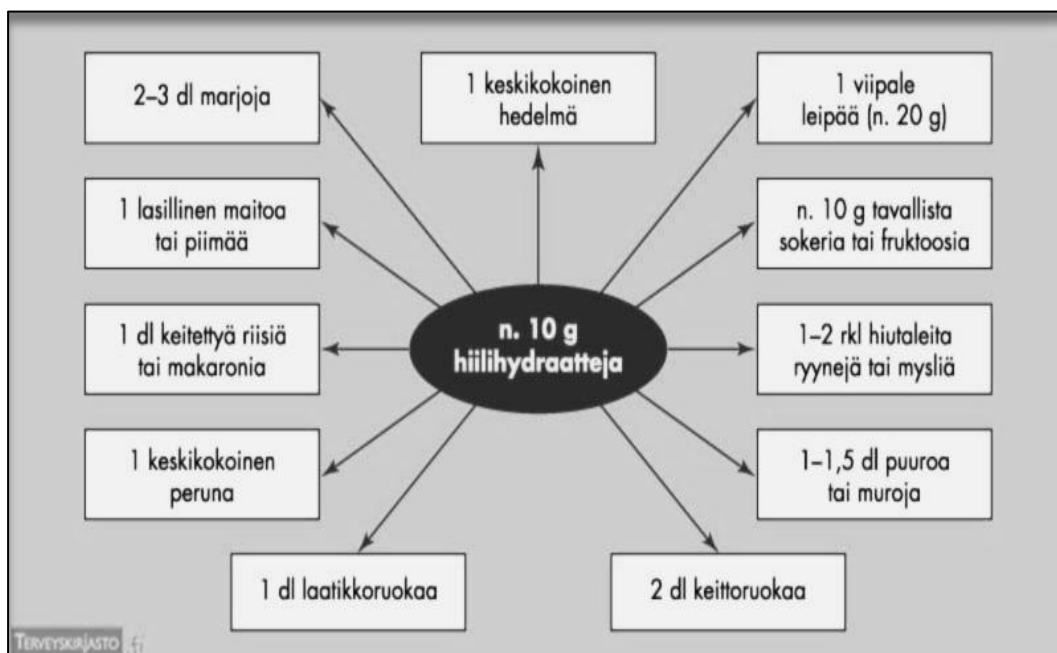 2–3 dl marjoja
1 keskikokoinen
hedelmä
1 viipale
leipää (n. 20 g)
1 lasillinen maitoa
tai piimää
n. 10 g tavallista
sokeria tai fruktoosia
n. 10 g
hiilihydraatteja
1 dl keitettyä riisiä
tai makaronia
1–2 rkl hiutaleita
ryynejä tai mysliä
1 keskikokoinen
peruna
1–1,5 dl puuroa
tai muroja
1 dl laatikkoruokaa
2 dl keittoruokaa
TERVEYSKIRJASTO.fi